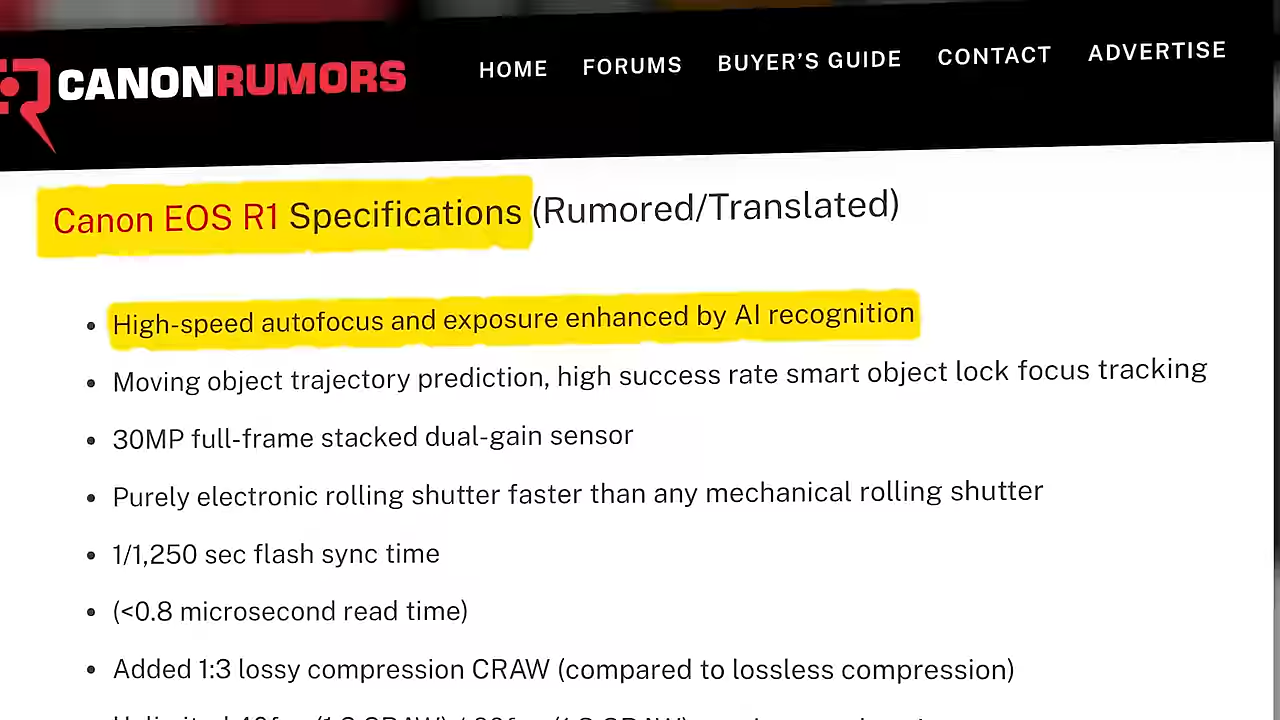 CANONRUMORS
HOME FORUMS BUYER’S GUIDE CONTACT ADVERTISE
Canon EOS R1 Specifications (Rumored/Translated)
High-speed autofocus and exposure enhanced by AI recognition
Moving object trajectory prediction, high success rate smart object lock focus tracking
30MP full-frame stacked dual-gain sensor
Purely electronic rolling shutter faster than any mechanical rolling shutter
1/1,250 sec flash sync time
(<0.8 microsecond read time)
Added 1:3 lossy compression CRAW (compared to lossless compression)